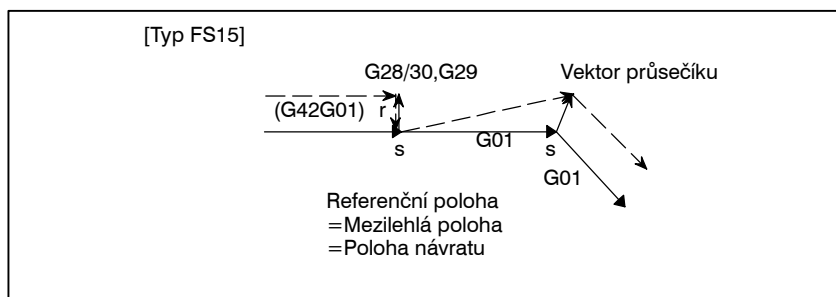 [Typ FS15]
G28/30,G29
Vektor průsečíku
(G42G01)
r
s
G01
s
G01
Referenční poloha
=Mezilehlá poloha
=Poloha návratu